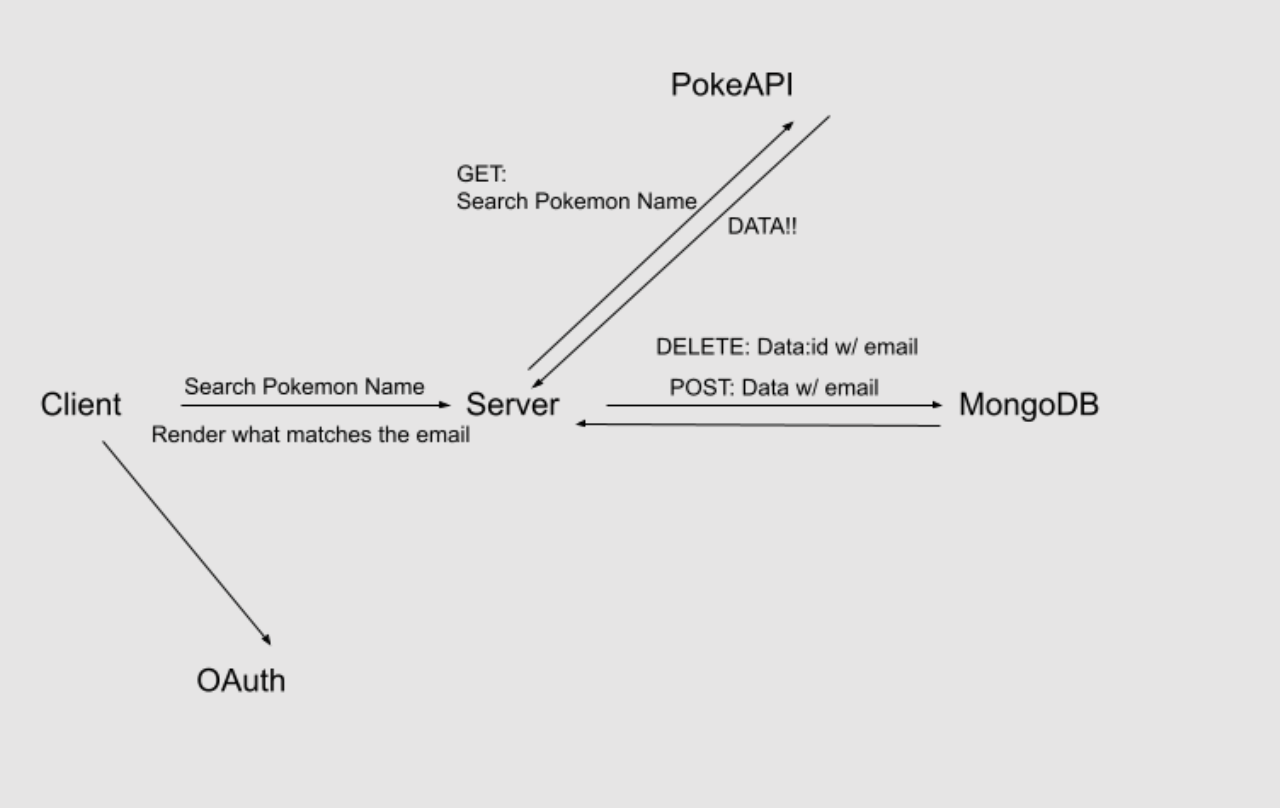 PokeAPI
GET:
Search Pokemon Name
DATA!!
DELETE: Data:id w/ email
POST: Data w/ email
Search Pokemon Name
Client
Server
MongoDB
Render what matches the email
OAuth